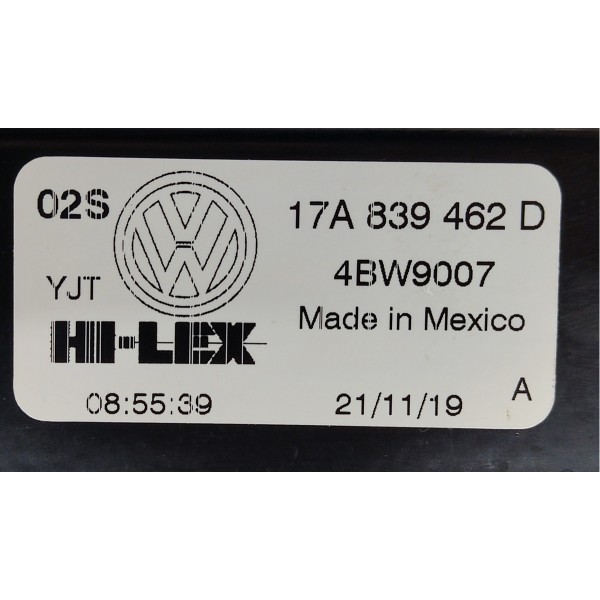 02S 17A 839 462 D
YJT 4BW9007
HI-LEX Made in Mexico
08:55:39 21/11/19 A